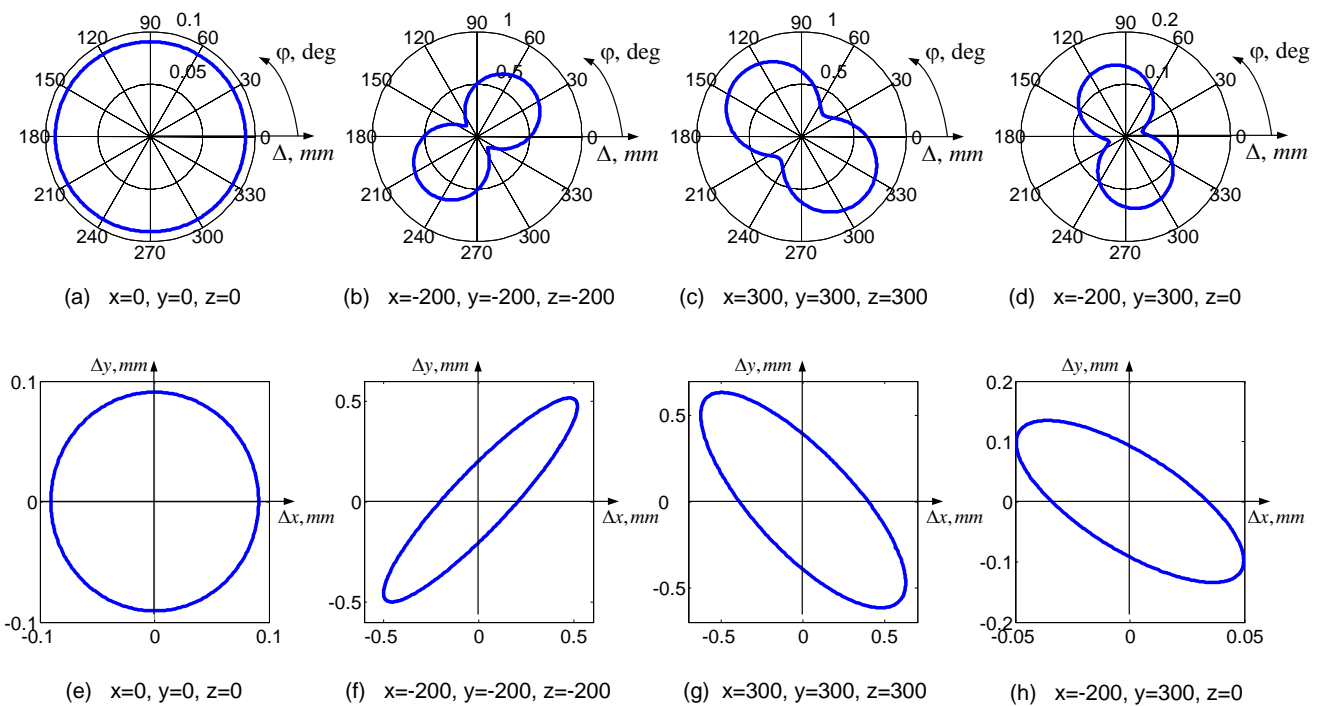 90 0.1
120 60
φ, deg
150 0.05 30
180 0
Δ, mm
210 330
240 300
270
(a) x=0, y=0, z=0
90 1
120 60
φ, deg
150 0.5 30
180 0
Δ, mm
210 330
240 300
270
(b) x=-200, y=-200, z=-200
90 1
120 60
φ, deg
150 0.5 30
180 0
Δ, mm
210 330
240 300
270
(c) x=300, y=300, z=300
90 0.2
120 60
φ, deg
150 0.1 30
180 0
Δ, mm
210 330
240 300
270
(d) x=-200, y=300, z=0
Δy, mm
0.1
0
Δx, mm
-0.1
-0.1 0 0.1
(e) x=0, y=0, z=0
Δy, mm
0.5
0
Δx, mm
-0.5
-0.5 0 0.5
(f) x=-200, y=-200, z=-200
Δy, mm
0.5
0
Δx, mm
-0.5
-0.5 0 0.5
(g) x=300, y=300, z=300
Δy, mm
0.2
0.1
0
Δx, mm
-0.1
-0.2
-0.05 0 0.05
(h) x=-200, y=300, z=0